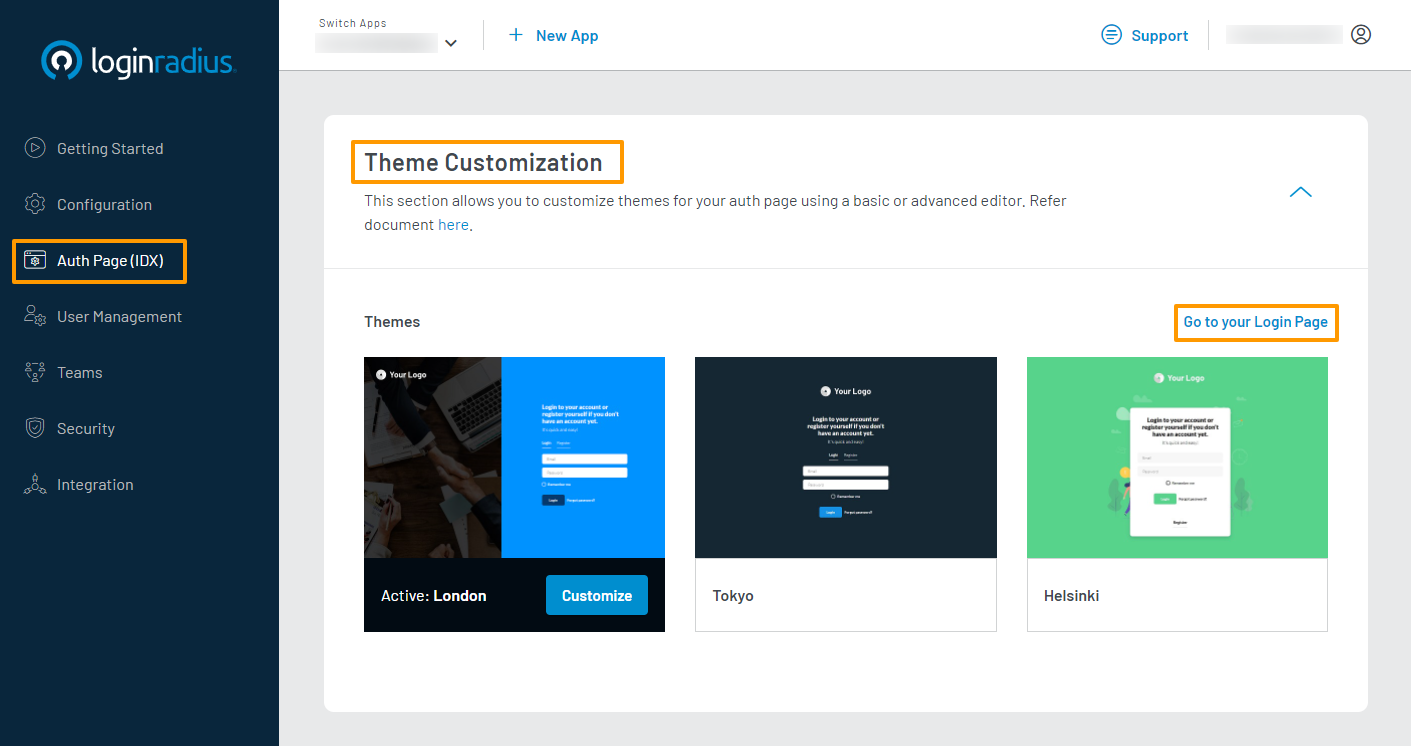 Switch Apps
New App
Support
loginradius
Getting Started
Configuration
Auth Page (IDX)
User Management
Teams
Security
Integration
Theme Customization
This section allows you to customize themes for your auth page using a basic or advanced editor. Refer
document here.
Themes
Go to your Login Page
Your Logo
Login to your account or
register yourself if you don't
have an account yet.
It's quick and easy!
Login Register
Email
Password
Remember me
Login Forgot password?
Active: London
Customize
Your Logo
Login to your account or
register yourself if you don't
have an account yet.
It's quick and easy!
Login Register
Email
Password
Remember me
Login Forgot password?
Tokyo
Your Logo
Login to your account or
register yourself if you don't
have an account yet.
It's quick and easy!
Email
Password
Remember me
Login Forgot password?
Register
Helsinki